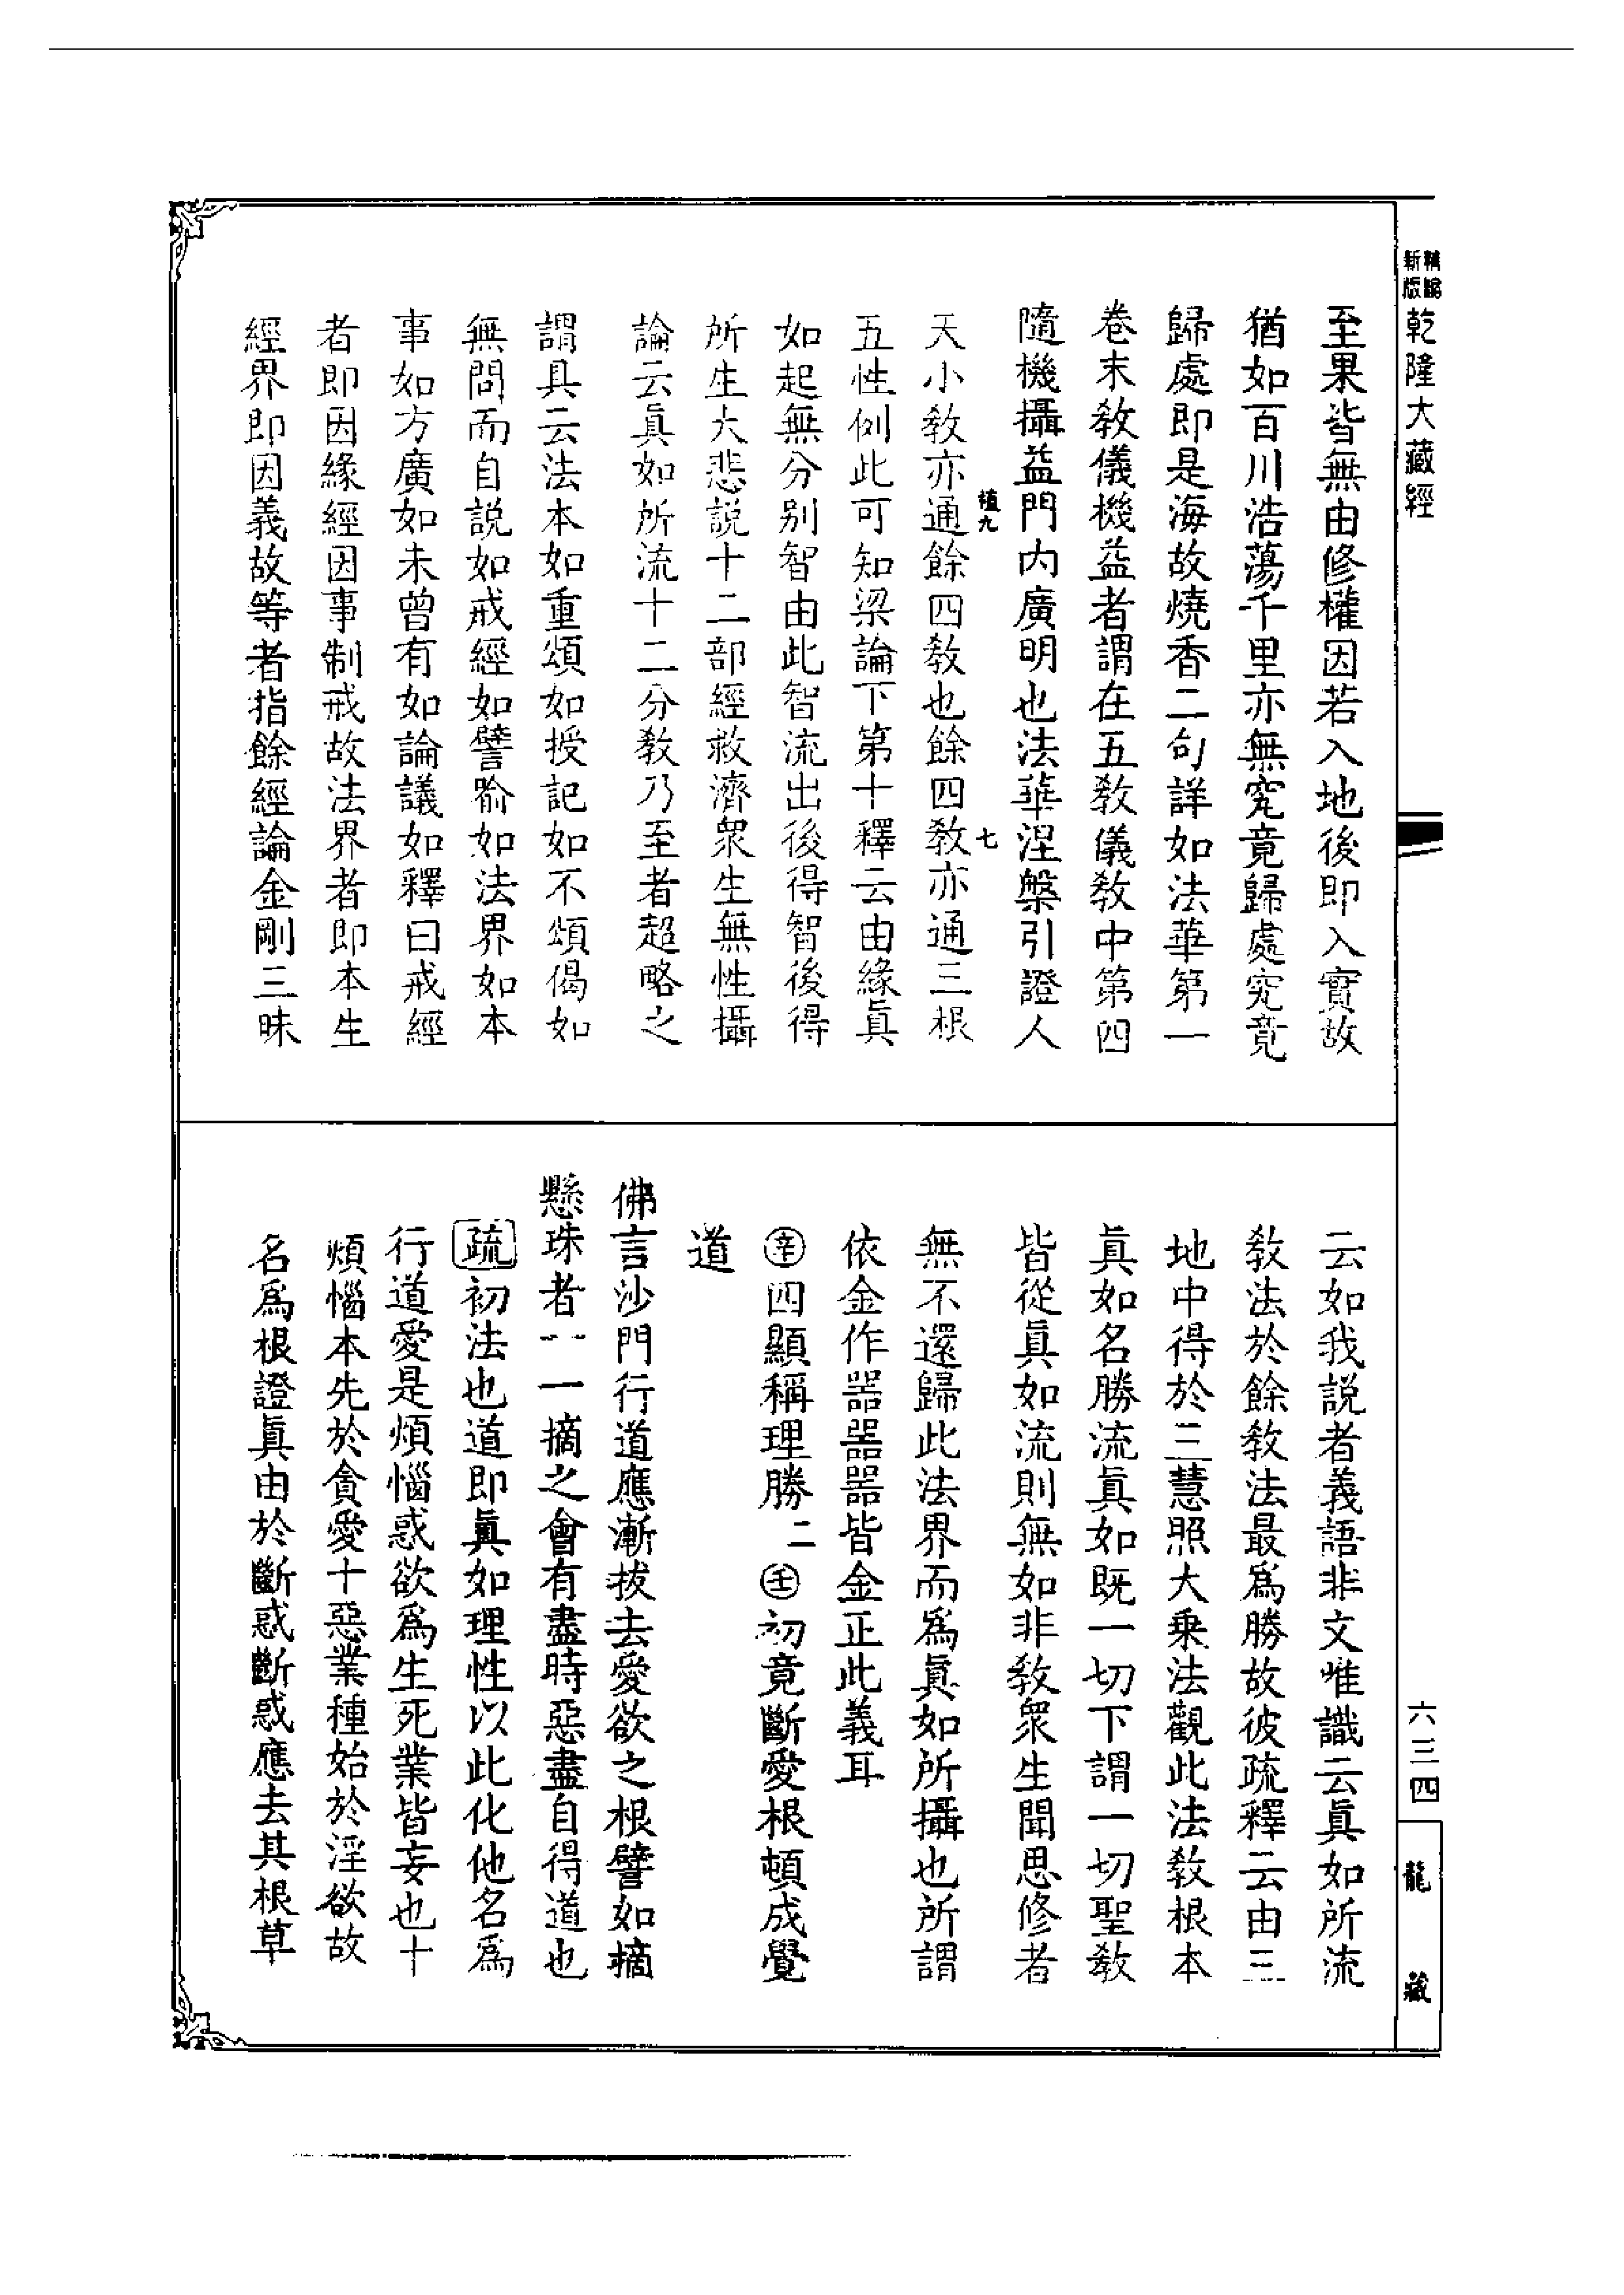 精編
新版
乾隆大藏經
至果皆無由修權因若入地後即入實故
猶如百川浩蕩千里亦無究竟歸處究竟
歸處即是海故燒香二句詳如法華第一
卷末教儀機益者謂在五教儀教中第四
隨機攝益門內廣明也法華涅槃引證人
植九
七
天小教亦通餘四教也餘四教亦通三根
五性例此可知梁論下第十釋云由緣眞
如起無分別智由此智流出後得智後得
所生大悲説十二部經救濟衆生無性攝
論云眞如所流十二分教乃至者超略之
謂具云法本如重頌如授記如不頌偈如
無問而自説如戒經如譬喻如法界如本
事如方廣如未曾有如論議如釋曰戒經
者即因緣經因事制戒故法界者即本生
經界即因義故等者指餘經論金剛三昧
云如我説者義語非文唯識云眞如所流
教法於餘教法最爲勝故彼疏釋云由三
地中得於三慧照大乘法觀此法教根本
眞如名勝流眞如既一切下謂一切聖教
皆從眞如流則無如非教衆生聞思修者
無不還歸此法界而爲眞如所攝也所謂
依金作器器器皆金正此義耳
辛四顯稱理勝二壬初竟斷愛根頓成覺
道
佛言沙門行道應漸拔去愛欲之根譬如摘
懸珠者一一摘之會有盡時惡盡自得道也
疏初法也道即眞如理性以此化他名爲
行道愛是煩惱惑欲爲生死業皆妄也十
煩惱本先於貪愛十惡業種始於淫欲故
名爲根證眞由於斷惑斷惑應去其根草
六三四
龍藏